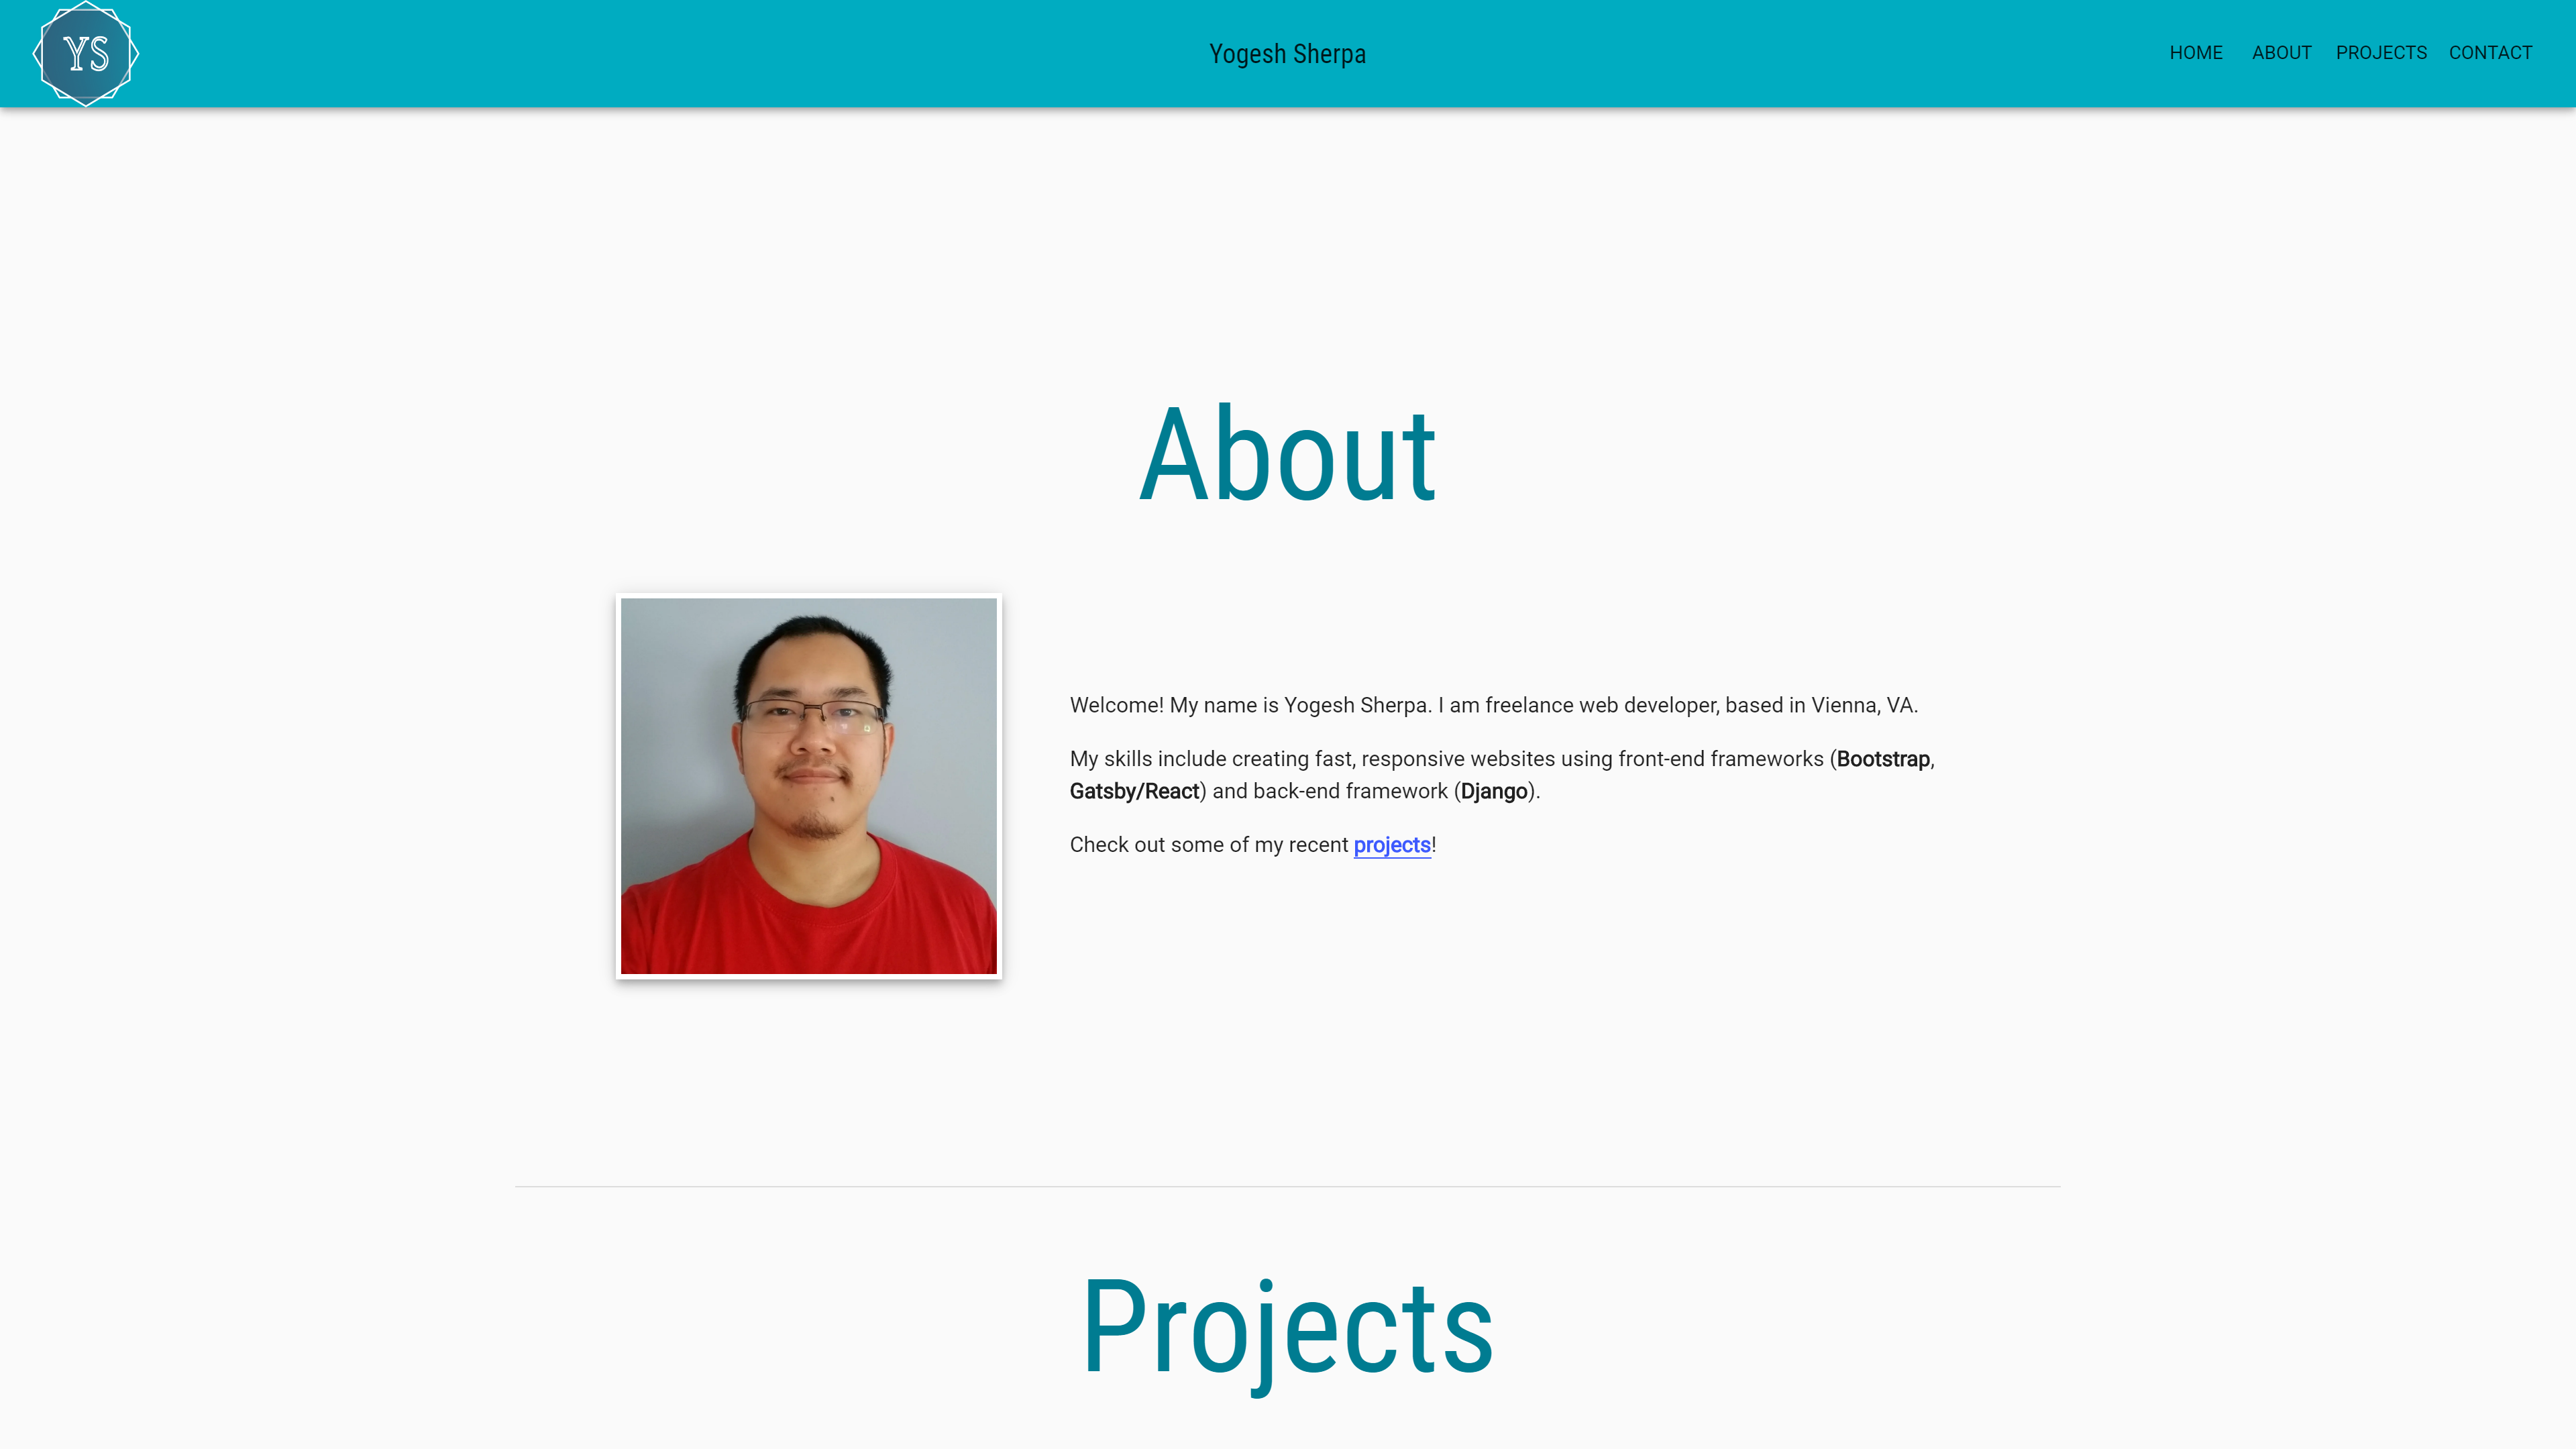 YS
Yogesh Sherpa
HOME ABOUT PROJECTS CONTACT
About
Welcome! My name is Yogesh Sherpa. I am freelance web developer, based in Vienna, VA.
My skills include creating fast, responsive websites using front-end frameworks (Bootstrap,
Gatsby/React) and back-end framework (Django).
Check out some of my recent projects!
Projects